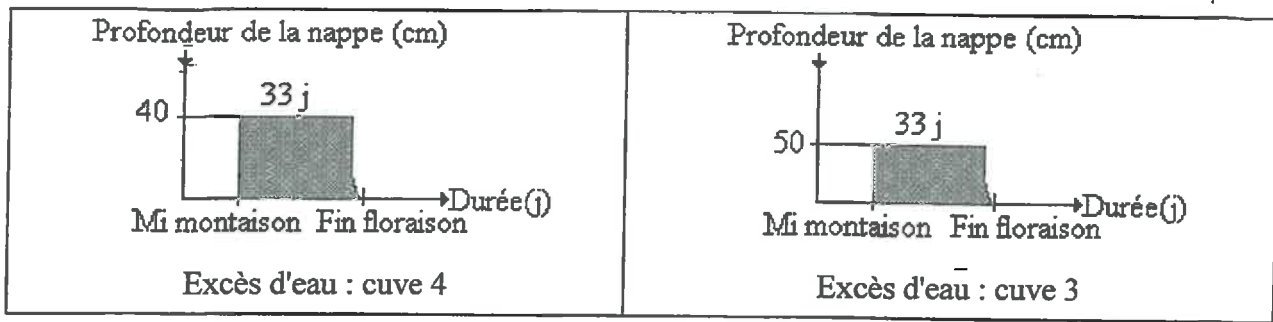 Profondeur de la nappe (cm)
40
33 j
Durée(j)
Mi montaison Fin floraison
Excès d'eau : cuve 4
Profondeur de la nappe (cm)
50
33 j
Durée(j)
Mi montaison Fin floraison
Excès d'eau : cuve 3